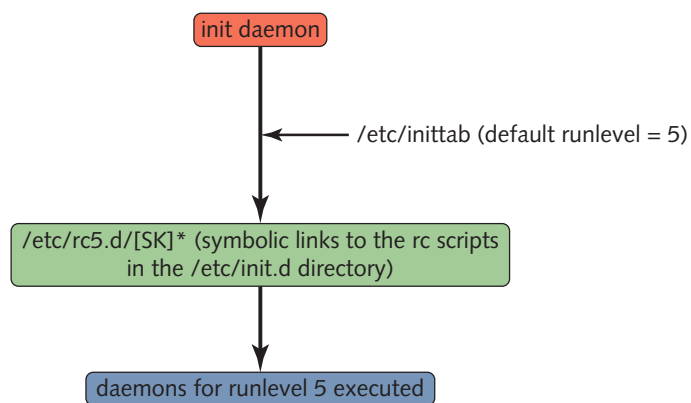 init daemon
/etc/inittab (default runlevel = 5)
/etc/rc5.d/[SK]* (symbolic links to the rc scripts
in the /etc/init.d directory)
daemons for runlevel 5 executed